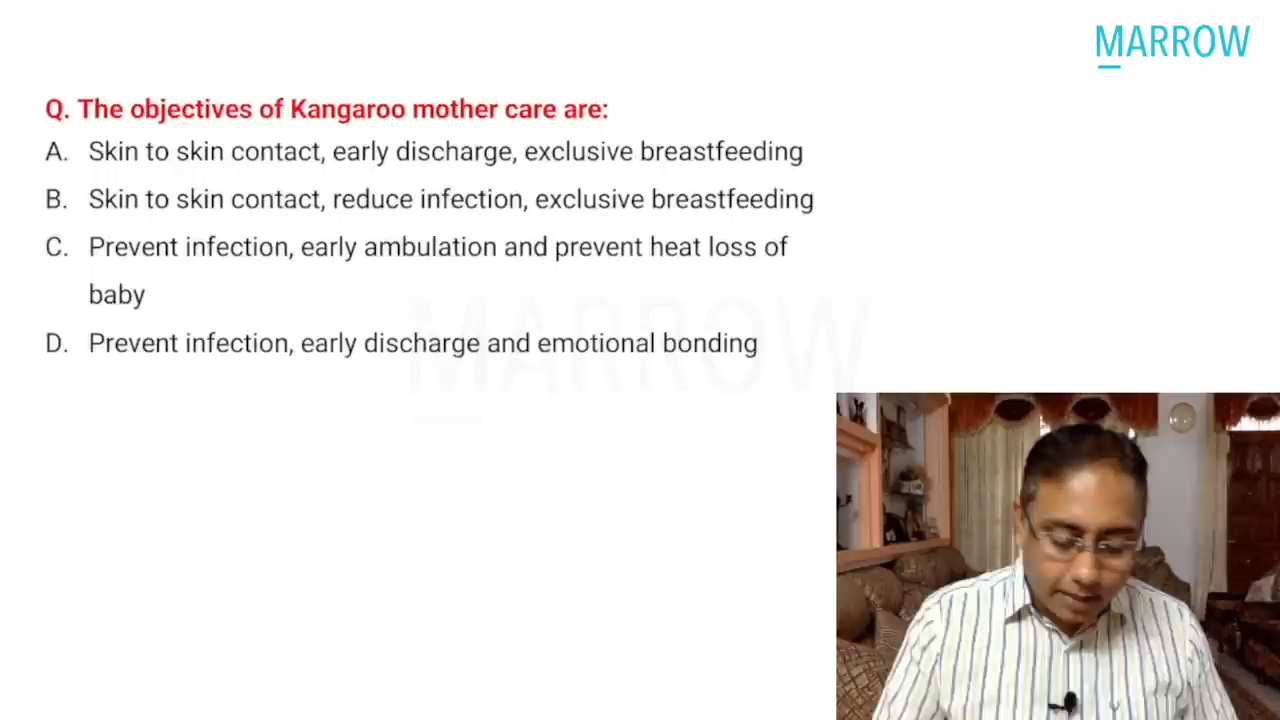 MARROW
Q. The objectives of Kangaroo mother care are:
A. Skin to skin contact, early discharge, exclusive breastfeeding
B. Skin to skin contact, reduce infection, exclusive breastfeeding
C. Prevent infection, early ambulation and prevent heat loss of
baby
MARROW
D. Prevent infection, early discharge and emotional bonding